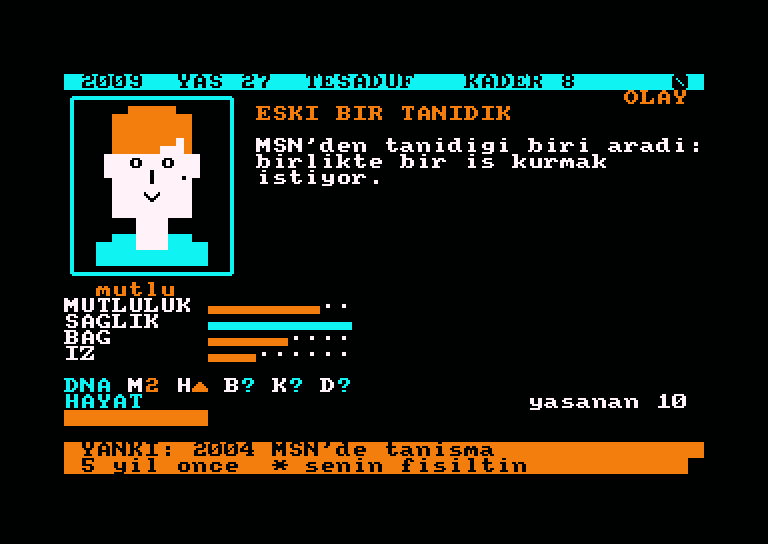 2009 YAS 27 TESADUF KADER 8 N
OLAY
ESKI BIR TANIDIK
MSN'den tanidigi biri aradi:
birlikte bir is kurmak
istiyor.
mutlu
MUTLULUK
SAGLIK
BAG
IZ
DNA M2 H▲ B? K? D?
HAYAT
yasanan 10
YANKI: 2004 MSN'de tanisma
5 yil once * senin fisiltin